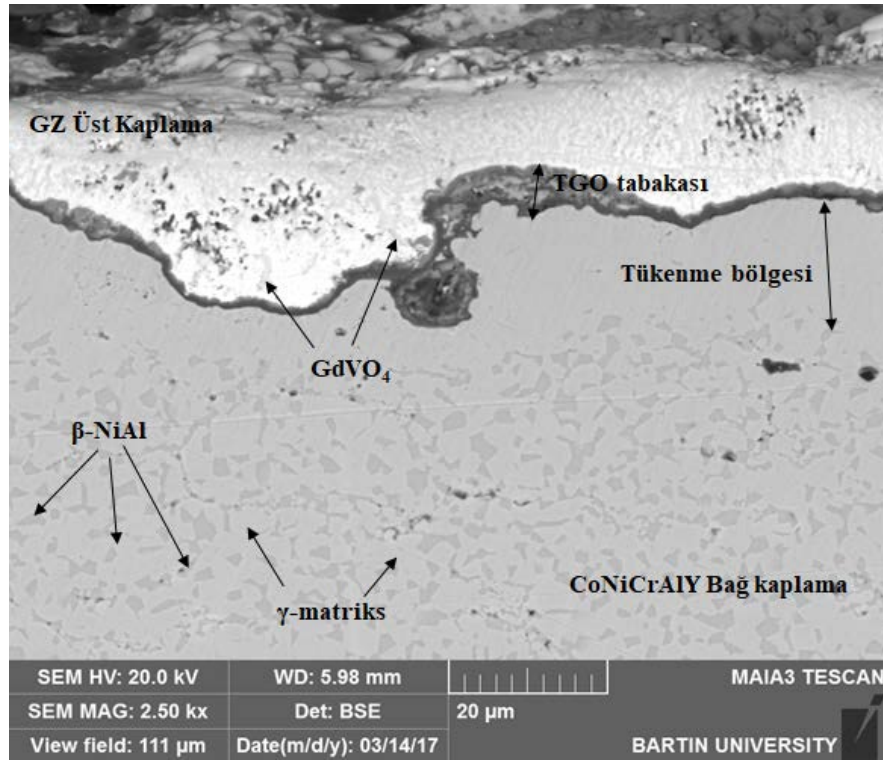 GZ Üst Kaplama
TGO tabakası
Tükenme bölgesi
GdVO₄
β-NiAl
γ-matriks
CoNiCrAlY Bağ kaplama
SEM HV: 20.0 kV
WD: 5.98 mm
MAIA3 TESCAN
SEM MAG: 2.50 kx
Det: BSE
20 µm
View field: 111 µm
Date(m/d/y): 03/14/17
BARTIN UNIVERSITY